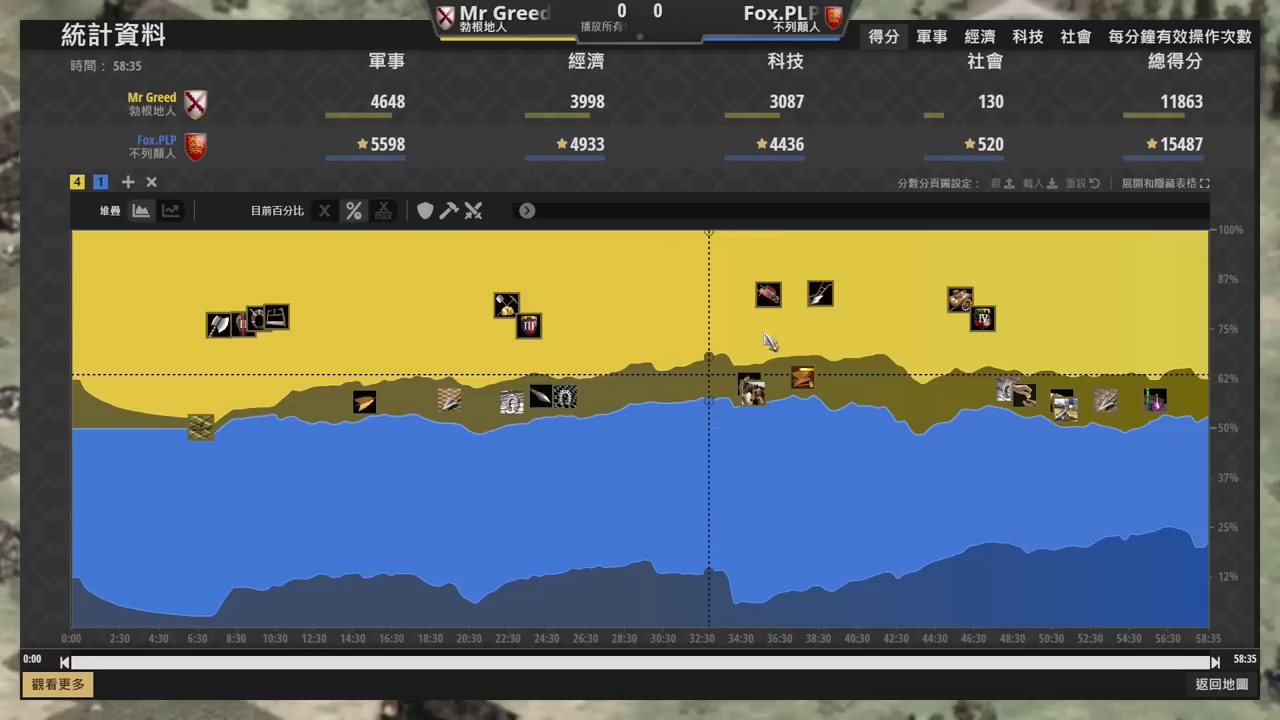 Mr Greed 0 0 Fox.PLP
勃根地人 播放所有 不列顛人
統計資料
得分 軍事 經濟 科技 社會 每分鐘有效操作次數
時間： 58:35
軍事 經濟 科技 社會 總得分
Mr Greed
勃根地人
4648 3998 3087 130 11863
Fox.PLP
不列顛人
5598 4933 4436 520 15487
4 1
分數分頁圖設定： 載入 重設 展開和隱藏表格
堆疊 目前百分比 X % X max
100%
87%
75%
62%
50%
37%
25%
12%
III
IV
0:00 2:30 4:30 6:30 8:30 10:30 12:30 14:30 16:30 18:30 20:30 22:30 24:30 26:30 28:30 30:30 32:30 34:30 36:30 38:30 40:30 42:30 44:30 46:30 48:30 50:30 52:30 54:30 56:30 58:35
0:00 58:35
觀看更多 返回地圖